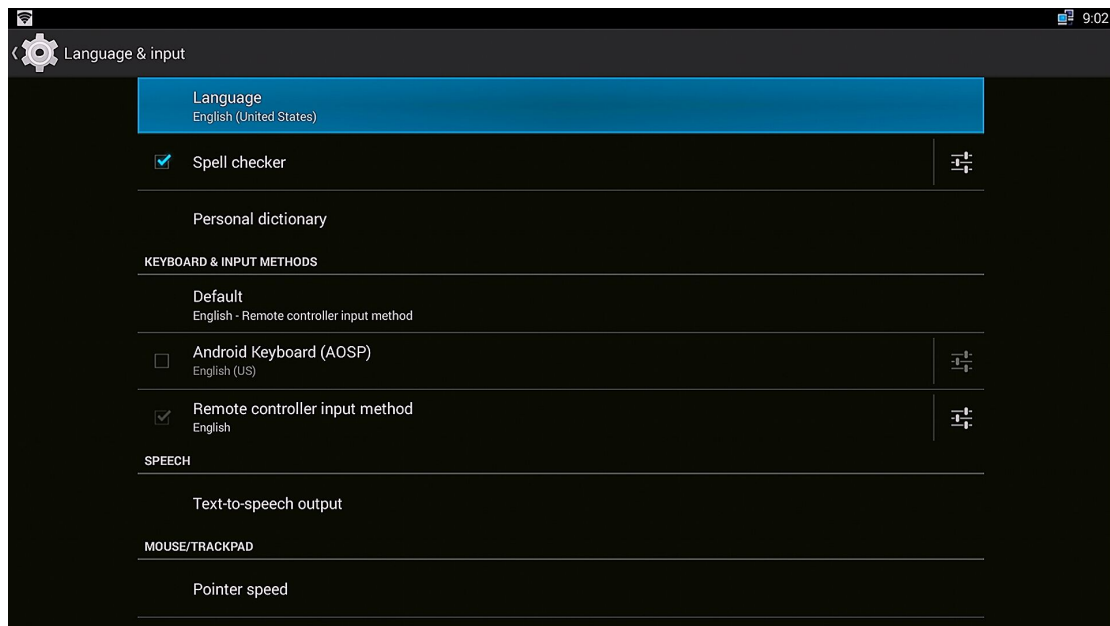 9:02
Language & input
Language
English (United States)
Spell checker
Personal dictionary
KEYBOARD & INPUT METHODS
Default
English - Remote controller input method
Android Keyboard (AOSP)
English (US)
Remote controller input method
English
SPEECH
Text-to-speech output
MOUSE/TRACKPAD
Pointer speed